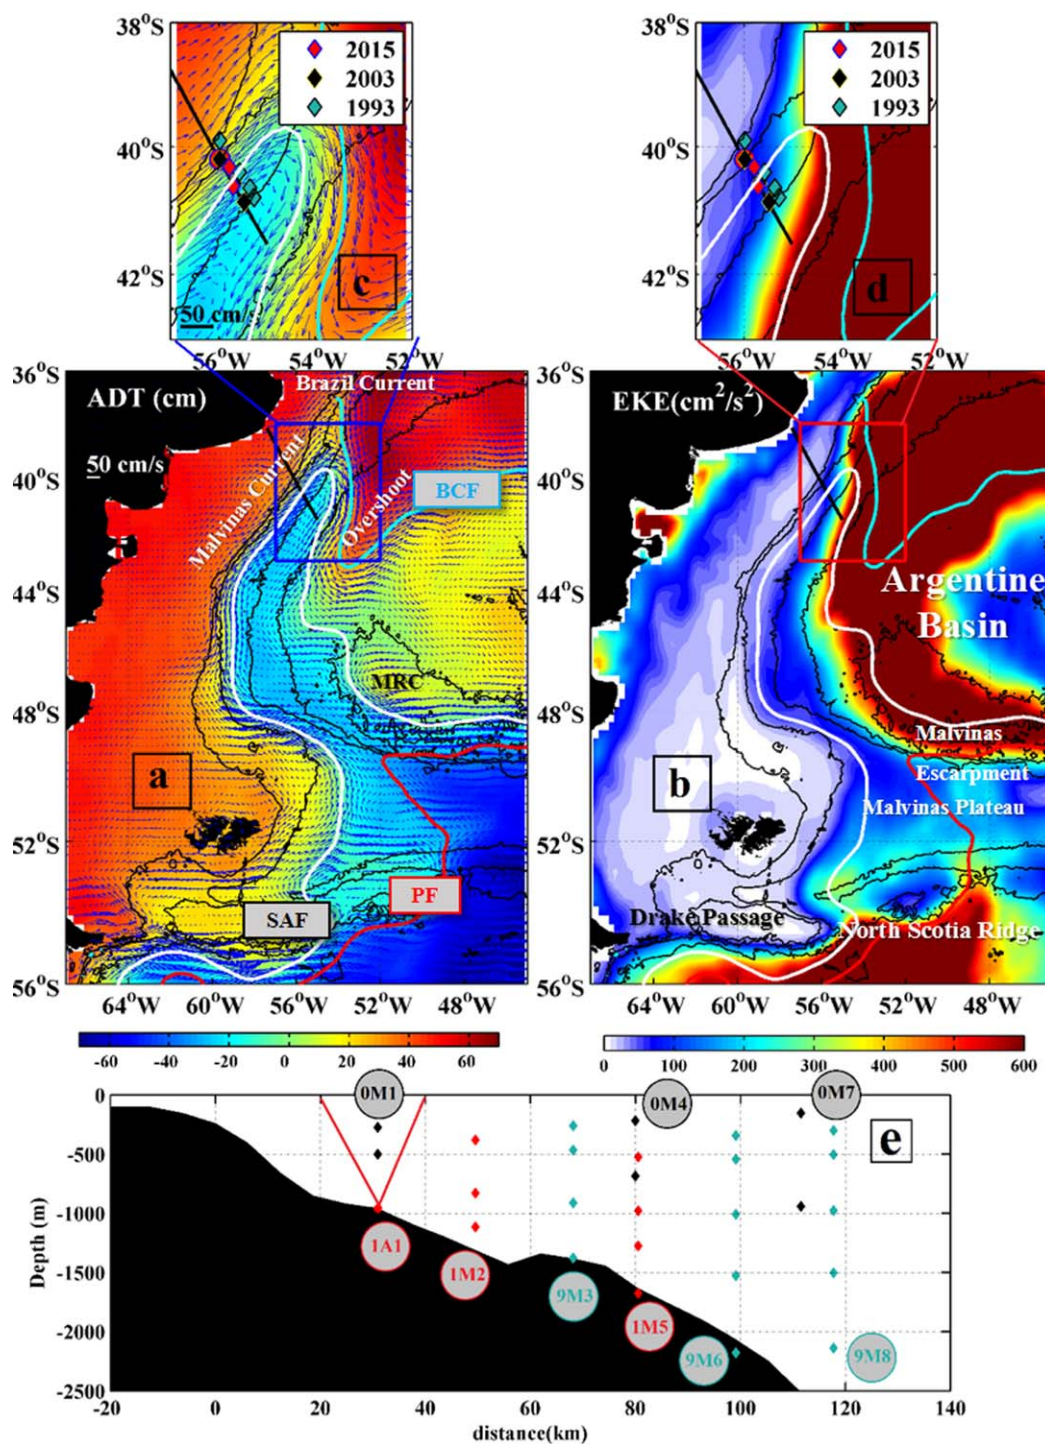 38°S
40°S
42°S
2015
2003
1993
c
50 cm/s
56°W
54°W
52°W
38°S
40°S
42°S
2015
2003
1993
d
56°W
54°W
52°W
36°S
40°S
44°S
48°S
52°S
56°S
ADT (cm)
50 cm/s
Brazil Current
Malvinas Current
Overshoot
BCF
MRC
a
PF
SAF
64°W
60°W
56°W
52°W
48°W
36°S
40°S
44°S
48°S
52°S
56°S
EKE(cm²/s²)
Argentine
Basin
Malvinas
Escarpment
Malvinas Plateau
b
Drake Passage
North Scotia Ridge
64°W
60°W
56°W
52°W
48°W
-60
-40
-20
0
20
40
60
0
100
200
300
400
500
600
0M1
0M4
0M7
e
1A1
1M2
9M3
1M5
9M6
9M8
0
-500
-1000
-1500
-2000
-2500
Depth (m)
-20
0
20
40
60
80
100
120
140
distance(km)